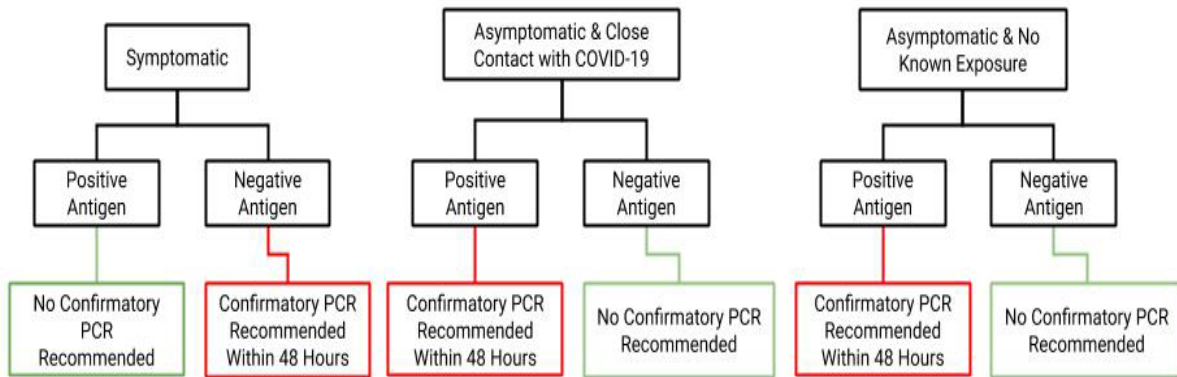 Symptomatic
Asymptomatic & Close
Contact with COVID-19
Asymptomatic & No
Known Exposure
Positive
Antigen
Negative
Antigen
Positive
Antigen
Negative
Antigen
Positive
Antigen
Negative
Antigen
No Confirmatory
PCR
Recommended
Confirmatory PCR
Recommended
Within 48 Hours
Confirmatory PCR
Recommended
Within 48 Hours
No Confirmatory PCR
Recommended
Confirmatory PCR
Recommended
Within 48 Hours
No Confirmatory PCR
Recommended